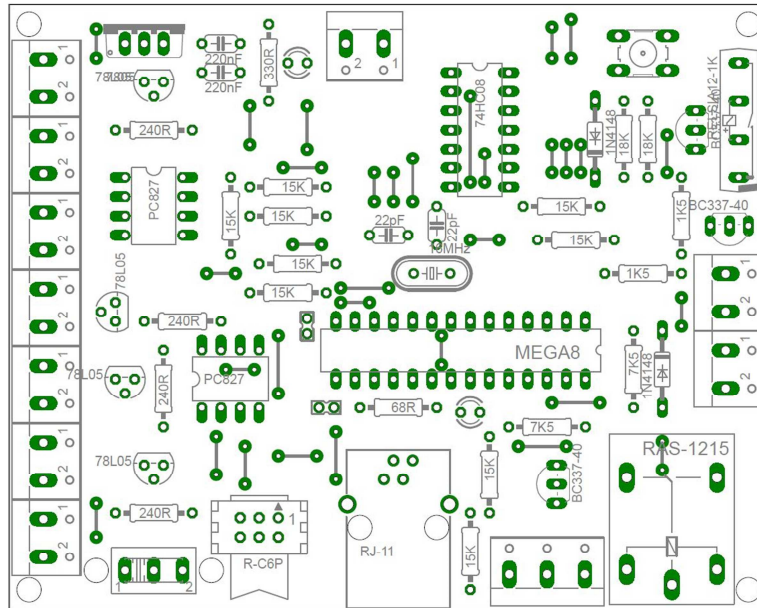 1
2
78L05
220nF
220nF
330R
2 1
74HC08
1N4148
18K
18K
RELSIA12-1K
1
2
240R
PC827
15K
15K
15K
15K
15K
22pF
22pF
16MHz
15K
15K
1K5
BC337-40
1K5
1
2
78L05
240R
1
2
1
2
PC827
MEGA8
7K5
1N4148
1
2
1
2
78L05
240R
68R
7K5
1
2
78L05
15K
BC337-40
RAS-1215
1
2
240R
1
R-C6P
RJ-11
15K
1 2